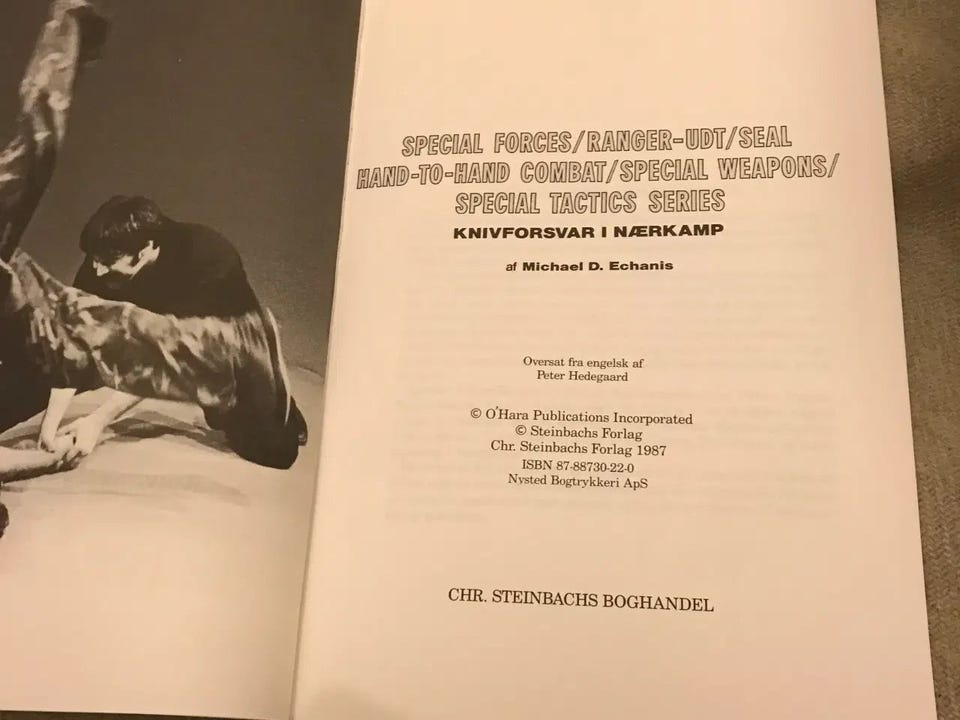 SPECIAL FORCES/RANGER-UDT/SEAL
HAND-TO-HAND COMBAT/SPECIAL WEAPONS/
SPECIAL TACTICS SERIES
KNIVFORSVAR I NÆRKAMP
af Michael D. Echanis
Oversat fra engelsk af
Peter Hedegaard
© O'Hara Publications Incorporated
© Steinbachs Forlag
Chr. Steinbachs Forlag 1987
ISBN 87-88730-22-0
Nysted Bogtrykkeri ApS
CHR. STEINBACHS BOGHANDEL